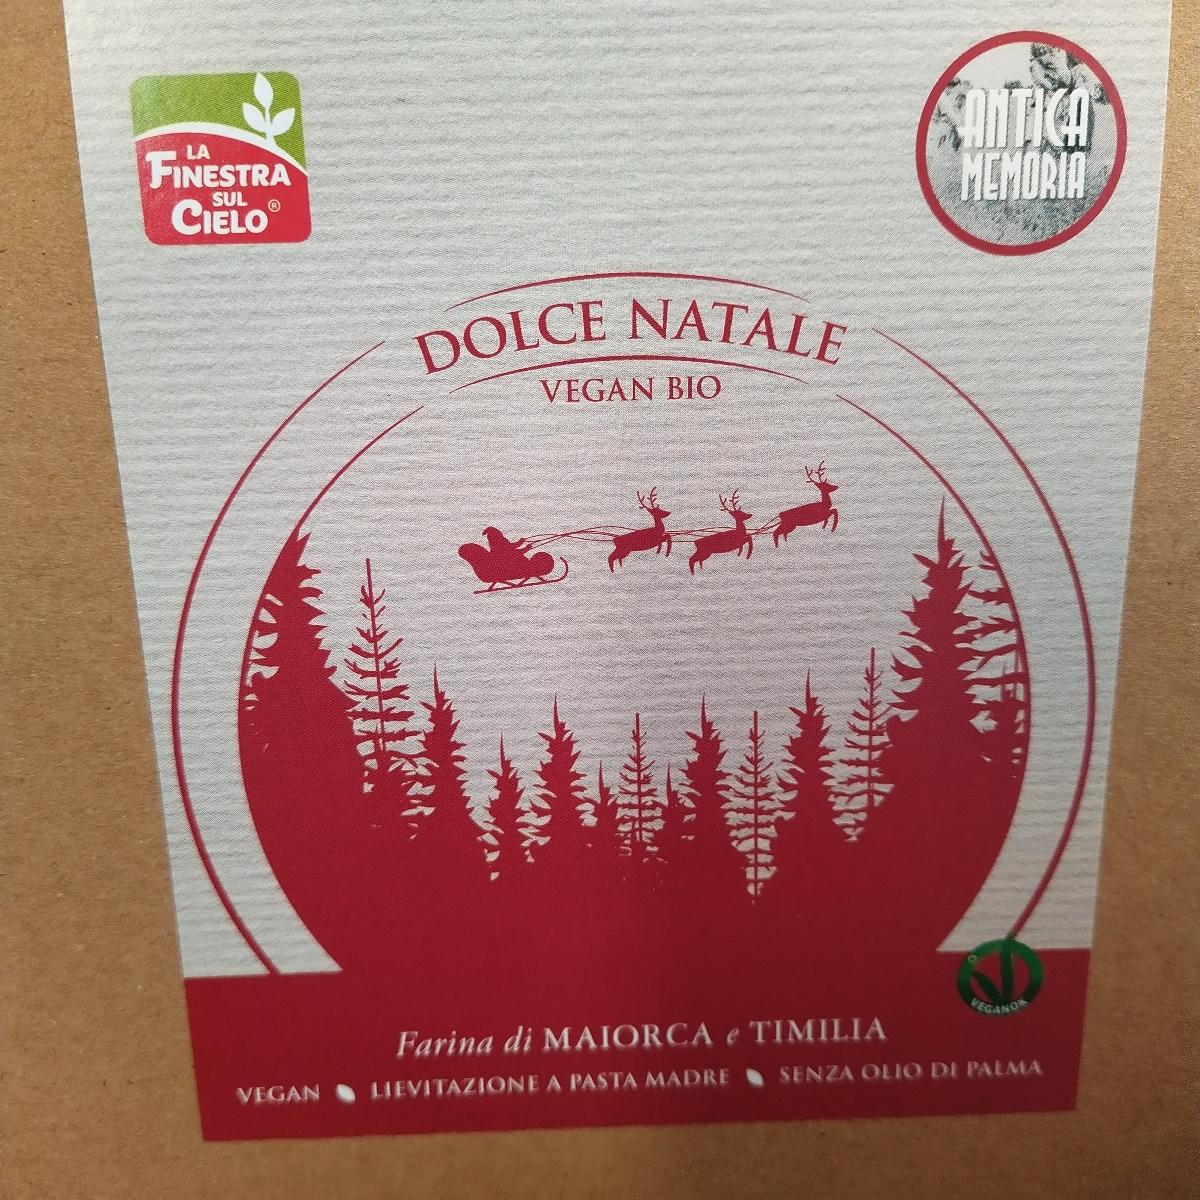 LA
FINESTRA
SUL
CIELO®
ANTICA
MEMORIA
DOLCE NATALE
VEGAN BIO
VEGANOK
Farina di MAIORCA e TIMILIA
VEGAN LIEVITAZIONE A PASTA MADRE SENZA OLIO DI PALMA